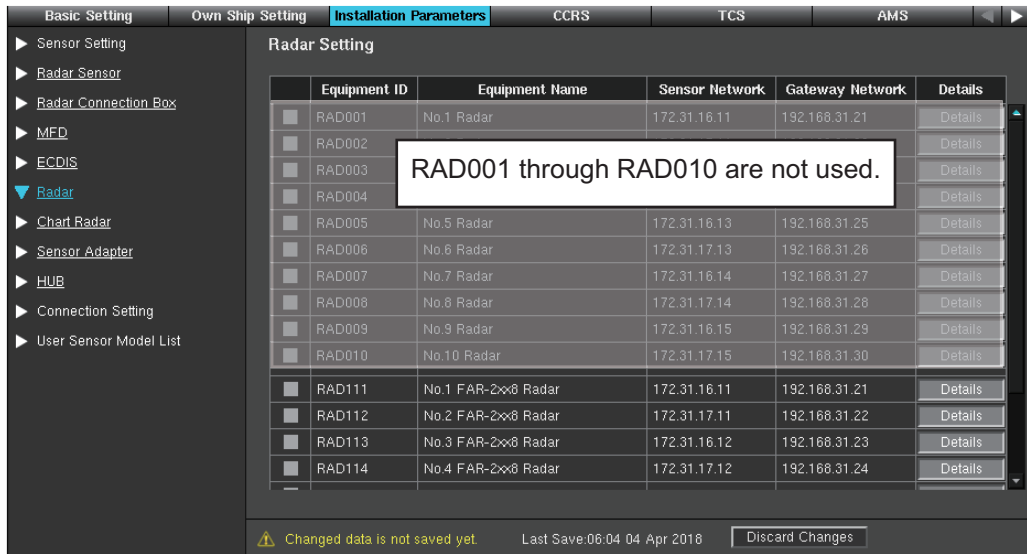 Basic Setting Own Ship Setting Installation Parameters CCRS TCS AMS
Sensor Setting
Radar Sensor
Radar Connection Box
MFD
ECDIS
Radar
Chart Radar
Sensor Adapter
HUB
Connection Setting
User Sensor Model List
Radar Setting
Equipment ID Equipment Name Sensor Network Gateway Network Details
RAD001 No.1 Radar 172.31.16.11 192.168.31.21 Details
RAD002 Details
RAD003 Details
RAD004 Details
RAD001 through RAD010 are not used.
RAD005 No.5 Radar 172.31.16.13 192.168.31.25 Details
RAD006 No.6 Radar 172.31.17.13 192.168.31.26 Details
RAD007 No.7 Radar 172.31.16.14 192.168.31.27 Details
RAD008 No.8 Radar 172.31.17.14 192.168.31.28 Details
RAD009 No.9 Radar 172.31.16.15 192.168.31.29 Details
RAD010 No.10 Radar 172.31.17.15 192.168.31.30 Details
RAD111 No.1 FAR-2xx8 Radar 172.31.16.11 192.168.31.21 Details
RAD112 No.2 FAR-2xx8 Radar 172.31.17.11 192.168.31.22 Details
RAD113 No.3 FAR-2xx8 Radar 172.31.16.12 192.168.31.23 Details
RAD114 No.4 FAR-2xx8 Radar 172.31.17.12 192.168.31.24 Details
Changed data is not saved yet. Last Save:06:04 04 Apr 2018 Discard Changes